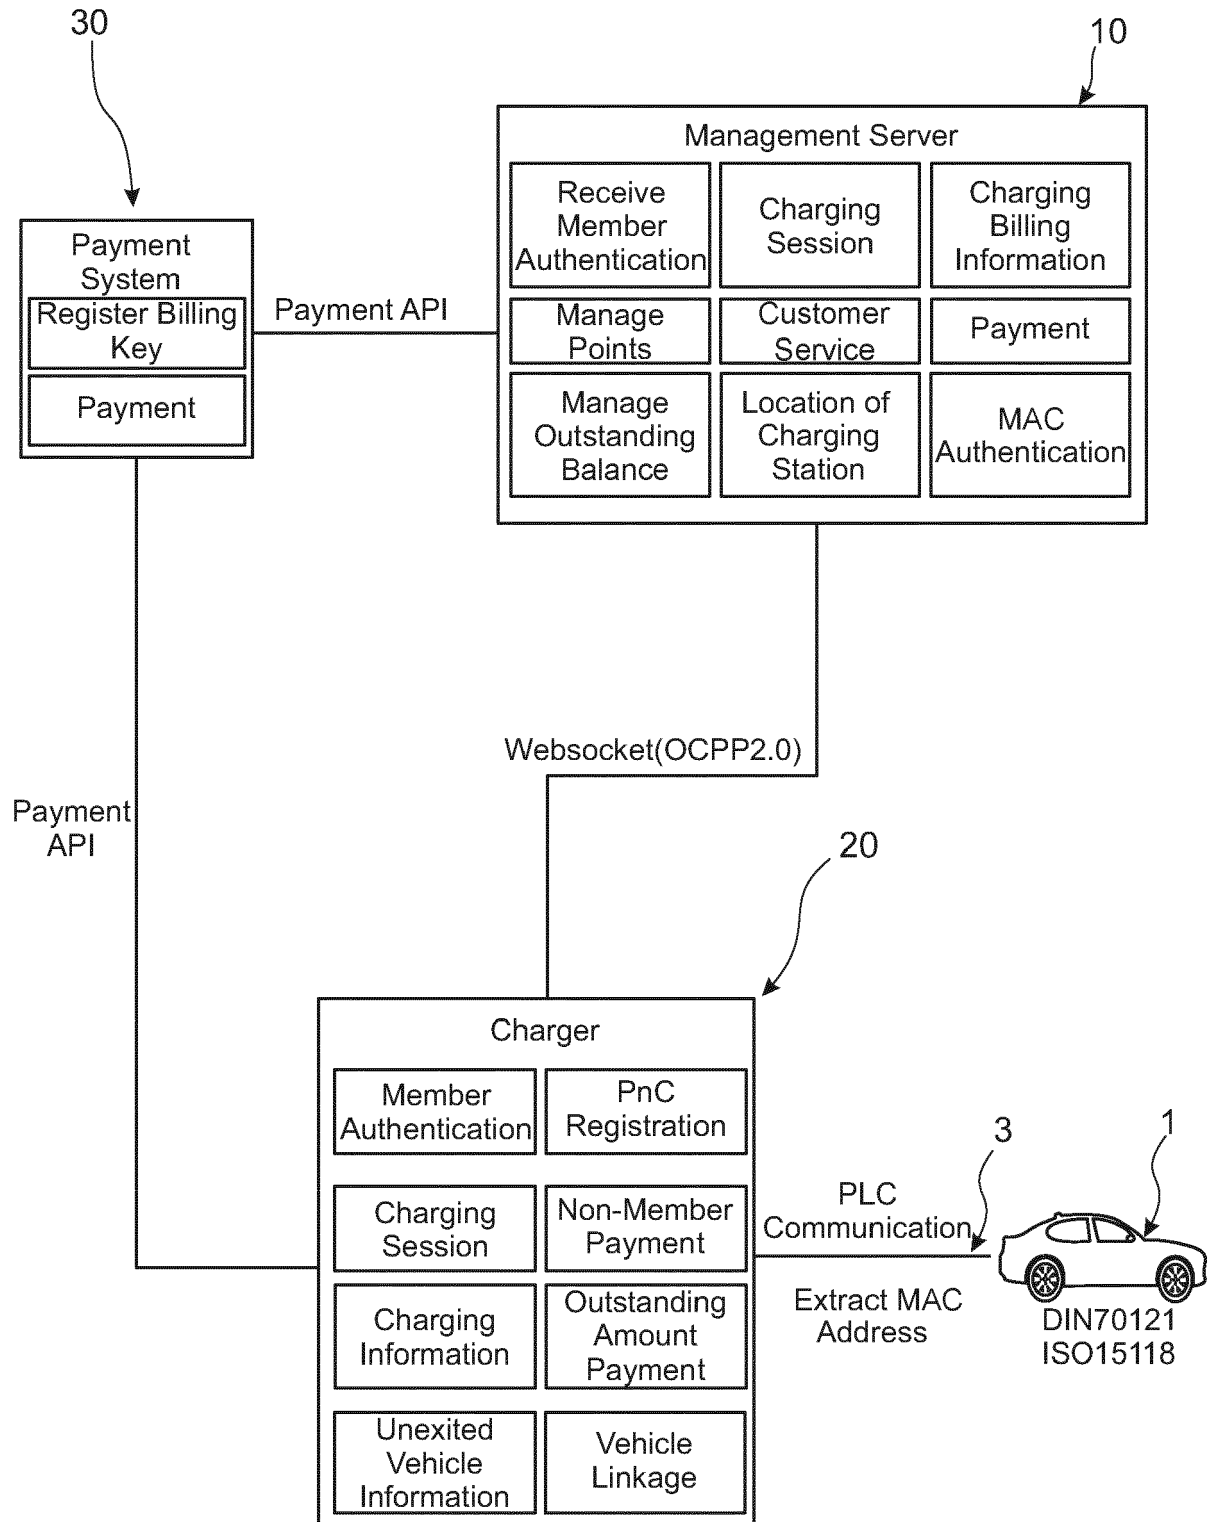 30
10
Management Server
Receive
Member
Authentication
Charging
Session
Charging
Billing
Information
Manage
Points
Customer
Service
Payment
Manage
Outstanding
Balance
Location of
Charging
Station
MAC
Authentication
Payment
System
Register Billing
Key
Payment
Payment API
Websocket(OCPP2.0)
Payment
API
20
Charger
Member
Authentication
PnC
Registration
Charging
Session
Non-Member
Payment
Charging
Information
Outstanding
Amount
Payment
Unexited
Vehicle
Information
Vehicle
Linkage
3
1
PLC
Communication
Extract MAC
Address
DIN70121
ISO15118